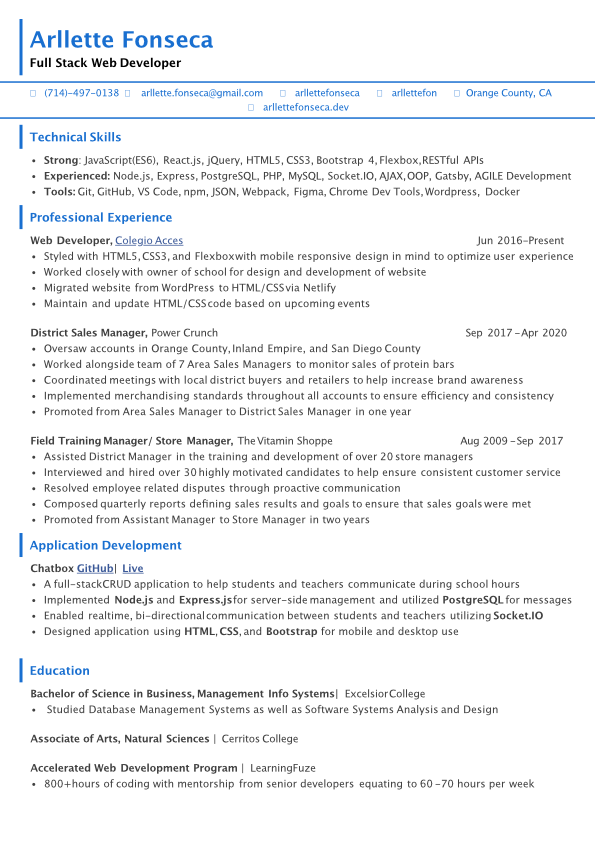 Arllette Fonseca
Full Stack Web Developer
(714)-497-0138 arllette.fonseca@gmail.com arllettefonseca arllettefon Orange County, CA
arllettefonseca.dev
Technical Skills
• Strong: JavaScript(ES6), React.js, jQuery, HTML5, CSS3, Bootstrap 4, Flexbox, RESTful APIs
• Experienced: Node.js, Express, PostgreSQL, PHP, MySQL, Socket.IO, AJAX, OOP, Gatsby, AGILE Development
• Tools: Git, GitHub, VS Code, npm, JSON, Webpack, Figma, Chrome Dev Tools, Wordpress, Docker
Professional Experience
Web Developer, Colegio Acces Jun 2016-Present
• Styled with HTML5, CSS3, and Flexboxwith mobile responsive design in mind to optimize user experience
• Worked closely with owner of school for design and development of website
• Migrated website from WordPress to HTML/CSS via Netlify
• Maintain and update HTML/CSS code based on upcoming events
District Sales Manager, Power Crunch Sep 2017 - Apr 2020
• Oversaw accounts in Orange County, Inland Empire, and San Diego County
• Worked alongside team of 7 Area Sales Managers to monitor sales of protein bars
• Coordinated meetings with local district buyers and retailers to help increase brand awareness
• Implemented merchandising standards throughout all accounts to ensure efficiency and consistency
• Promoted from Area Sales Manager to District Sales Manager in one year
Field Training Manager/ Store Manager, The Vitamin Shoppe Aug 2009 - Sep 2017
• Assisted District Manager in the training and development of over 20 store managers
• Interviewed and hired over 30 highly motivated candidates to help ensure consistent customer service
• Resolved employee related disputes through proactive communication
• Composed quarterly reports defining sales results and goals to ensure that sales goals were met
• Promoted from Assistant Manager to Store Manager in two years
Application Development
Chatbox GitHub| Live
• A full-stack CRUD application to help students and teachers communicate during school hours
• Implemented Node.js and Express.js for server-side management and utilized PostgreSQL for messages
• Enabled realtime, bi-directional communication between students and teachers utilizing Socket.IO
• Designed application using HTML, CSS, and Bootstrap for mobile and desktop use
Education
Bachelor of Science in Business, Management Info Systems| Excelsior College
• Studied Database Management Systems as well as Software Systems Analysis and Design
Associate of Arts, Natural Sciences | Cerritos College
Accelerated Web Development Program | LearningFuze
• 800+hours of coding with mentorship from senior developers equating to 60 -70 hours per week